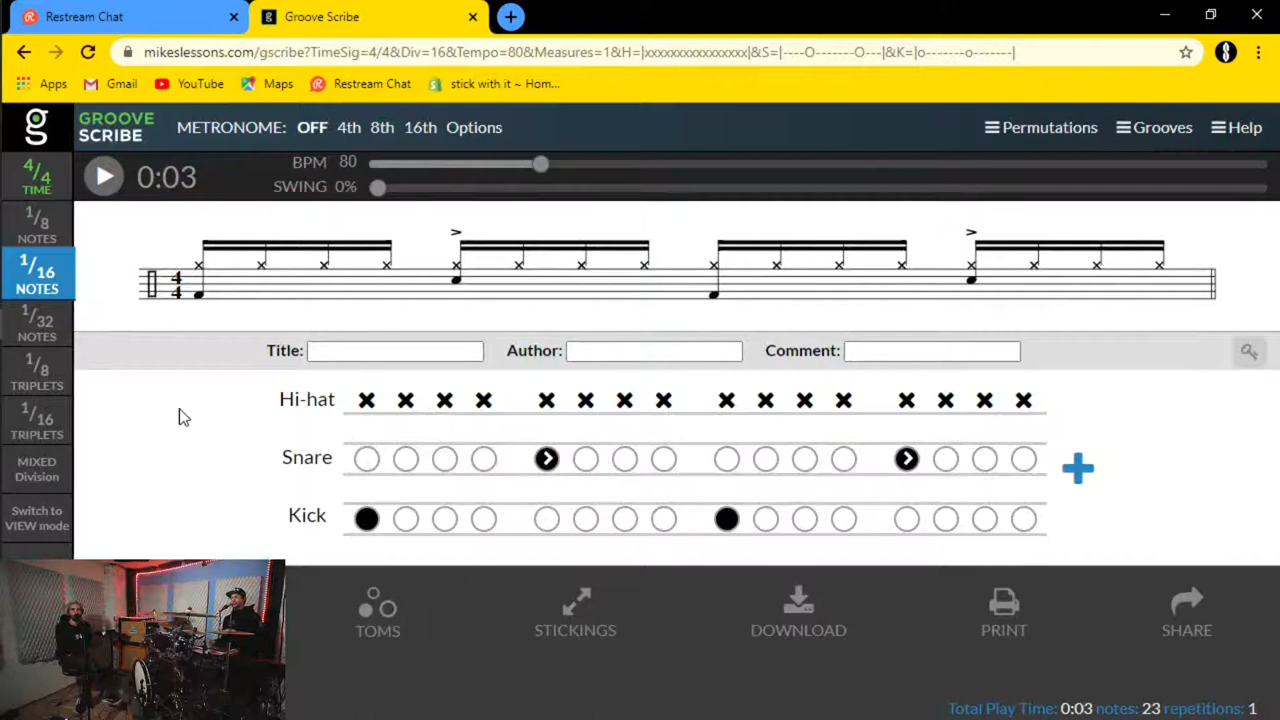 Restream Chat
Groove Scribe
mikeslessons.com/gscribe?TimeSig=4/4&Div=16&Tempo=80&Measures=1&H=|xxxxxxxxxxxxxxxx|&S=|----O-------O---|&K=|o-------o-------|
Apps Gmail YouTube Maps Restream Chat stick with it ~ Hom...
g GROOVE SCRIBE METRONOME: OFF 4th 8th 16th Options Permutations Grooves Help
4/4 TIME
0:03
BPM 80
SWING 0%
1/8 NOTES
1/16 NOTES
1/32 NOTES
1/8 TRIPLETS
1/16 TRIPLETS
MIXED Division
Switch to VIEW mode
4
4
Title: Author: Comment:
Hi-hat
Snare
Kick
TOMS STICKINGS DOWNLOAD PRINT SHARE
Total Play Time: 0:03 notes: 23 repetitions: 1